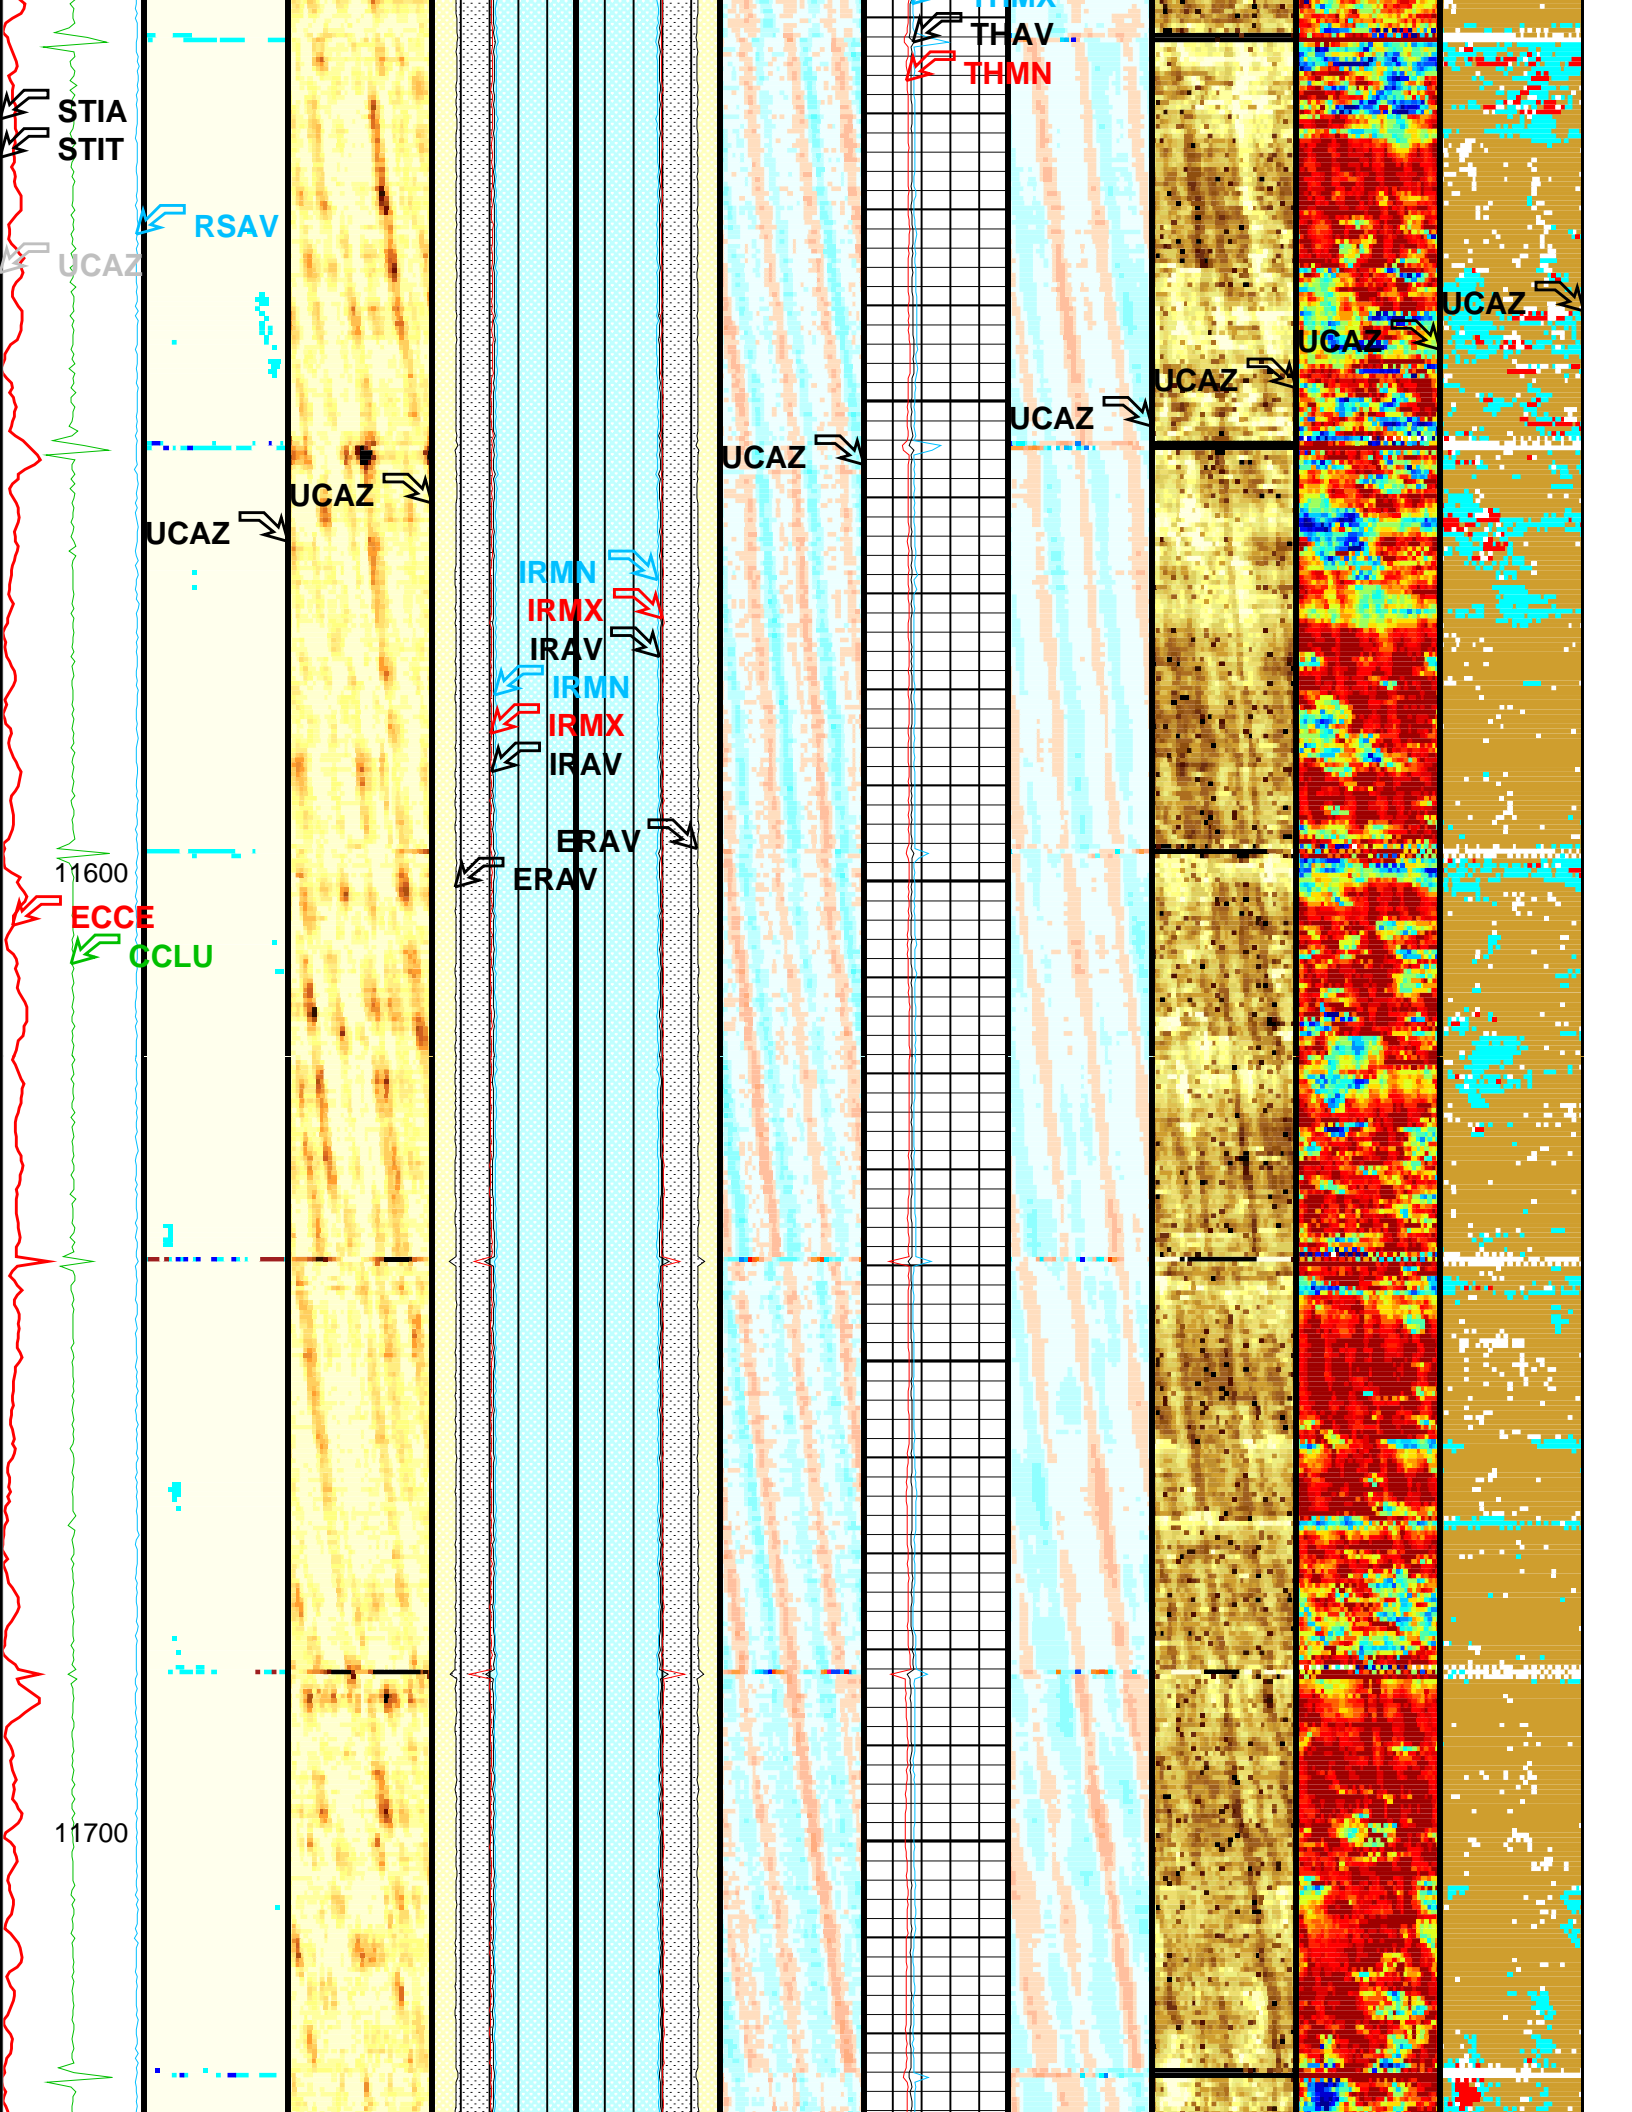 THMX
THAV
THMN
STIA
STIT
RSAV
UCAZ
UCAZ
UCAZ
UCAZ
UCAZ
UCAZ
UCAZ
UCAZ
IRMN
IRMX
IRAV
IRMN
IRMX
IRAV
ERAV
11600
ERAV
ECCE
CCLU
11700